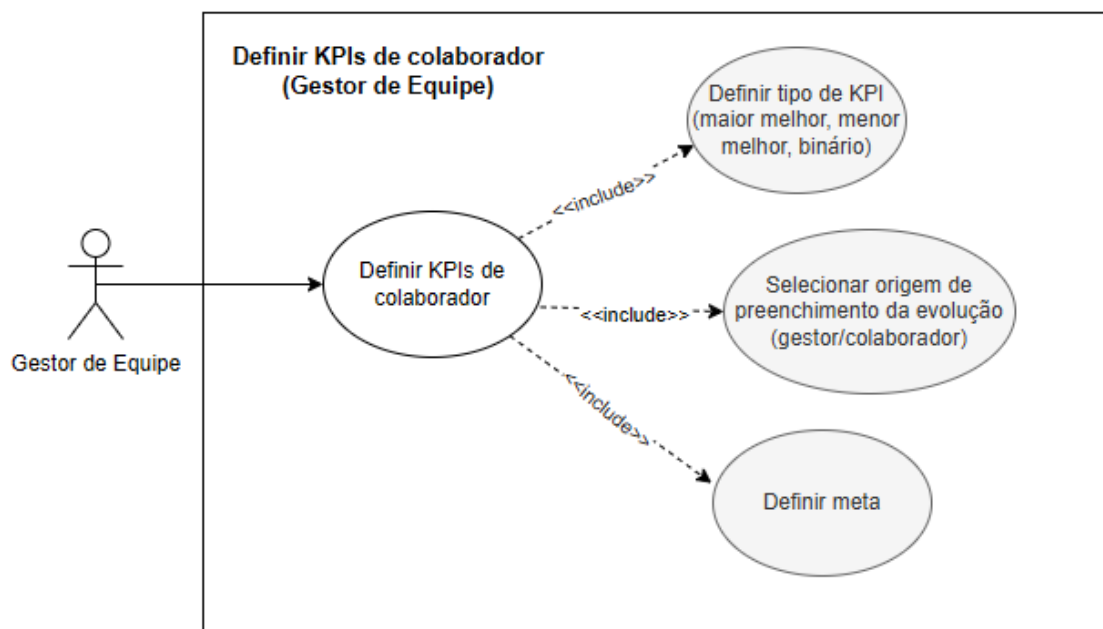 Definir KPIs de colaborador
(Gestor de Equipe)
Definir tipo de KPI
(maior melhor, menor
melhor, binário)
<<include>>
Definir KPIs de
colaborador
<<include>>
Selecionar origem de
preenchimento da evolução
(gestor/colaborador)
Gestor de Equipe
<<include>>
Definir meta